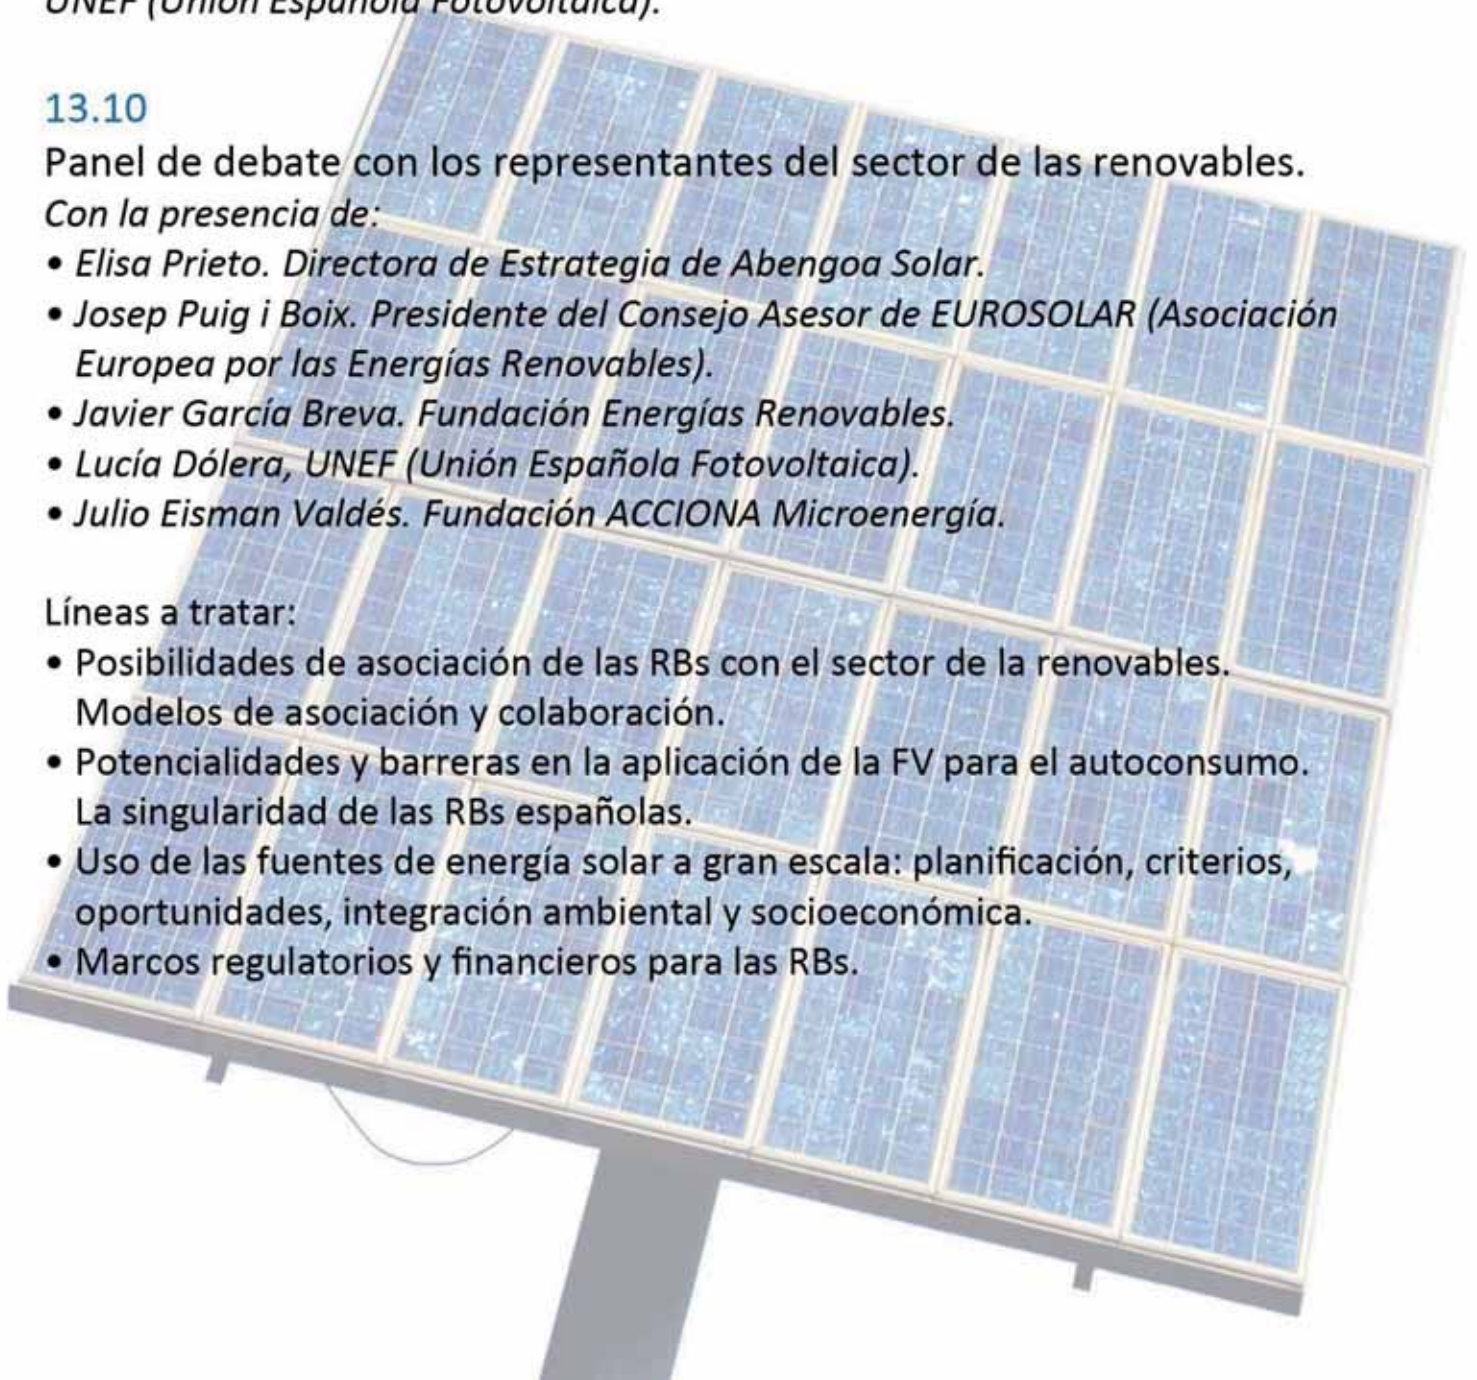 UNEF (Unión Española Fotovoltaica).
13.10
Panel de debate con los representantes del sector de las renovables.
Con la presencia de:
• Elisa Prieto. Directora de Estrategia de Abengoa Solar.
• Josep Puig i Boix. Presidente del Consejo Asesor de EUROSOLAR (Asociación
Europea por las Energías Renovables).
• Javier García Breva. Fundación Energías Renovables.
• Lucía Dólera, UNEF (Unión Española Fotovoltaica).
• Julio Eisman Valdés. Fundación ACCIONA Microenergía.
Líneas a tratar:
• Posibilidades de asociación de las RBs con el sector de la renovables.
Modelos de asociación y colaboración.
• Potencialidades y barreras en la aplicación de la FV para el autoconsumo.
La singularidad de las RBs españolas.
• Uso de las fuentes de energía solar a gran escala: planificación, criterios,
oportunidades, integración ambiental y socioeconómica.
• Marcos regulatorios y financieros para las RBs.